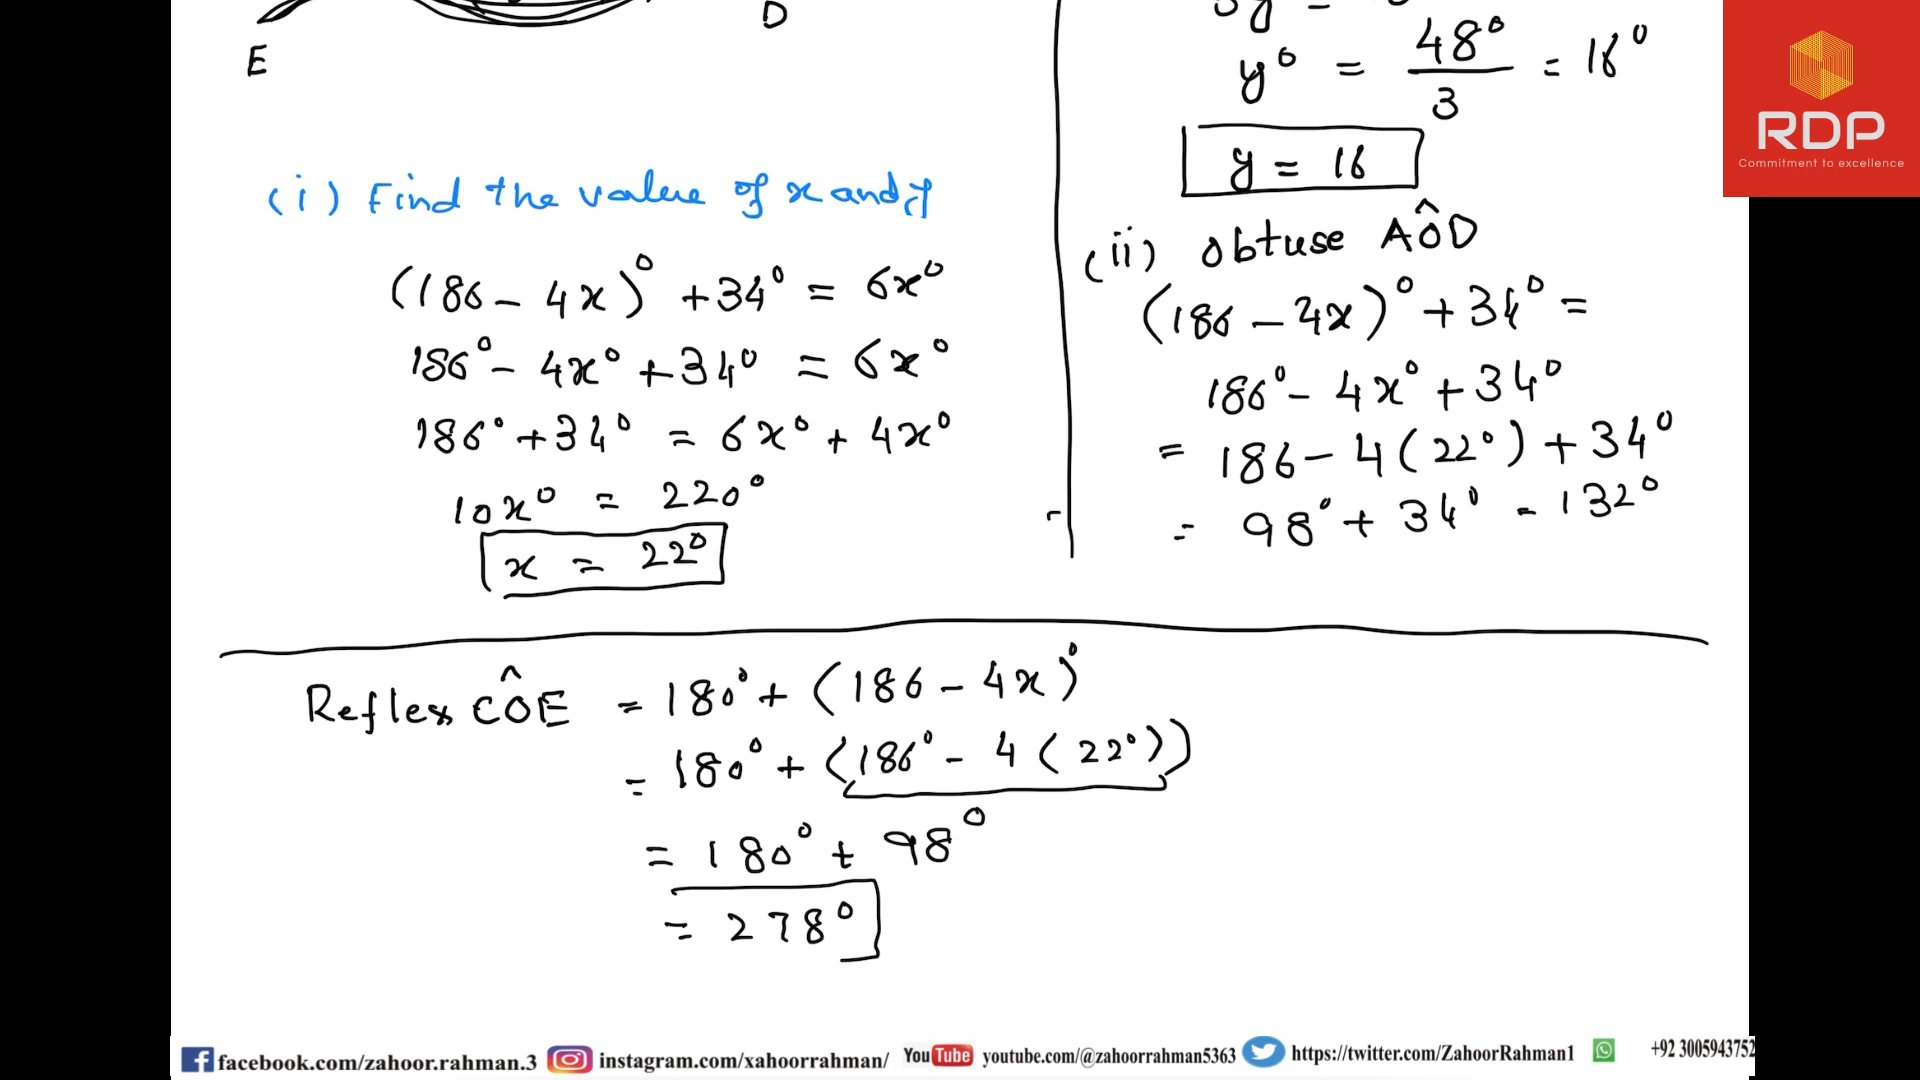 D
E
(i) Find the value of x and y
(186 - 4x)° + 34° = 6x°
186° - 4x° + 34° = 6x°
186° + 34° = 6x° + 4x°
10x° = 220°
x = 22°
y° = 48°/3 = 16°
y = 16
(ii) obtuse AÔD
(186 - 4x)° + 34° =
186° - 4x° + 34°
= 186 - 4(22°) + 34°
= 98° + 34° = 132°
Reflex CÔE = 180° + (186 - 4x)°
= 180° + (186° - 4(22°))
= 180° + 98°
= 278°
RDP
Commitment to excellence
facebook.com/zahoor.rahman.3 instagram.com/xahoorrahman/ YouTube youtube.com/@zahoorrahman5363 https://twitter.com/ZahoorRahman1 +92 3005943752